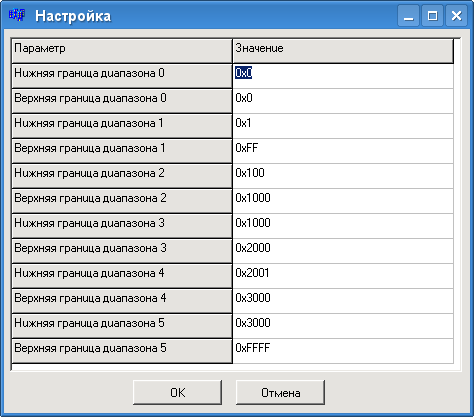 Настройка
Параметр Значение
Нижняя граница диапазона 0 0x0
Верхняя граница диапазона 0 0x0
Нижняя граница диапазона 1 0x1
Верхняя граница диапазона 1 0xFF
Нижняя граница диапазона 2 0x100
Верхняя граница диапазона 2 0x1000
Нижняя граница диапазона 3 0x1000
Верхняя граница диапазона 3 0x2000
Нижняя граница диапазона 4 0x2001
Верхняя граница диапазона 4 0x3000
Нижняя граница диапазона 5 0x3000
Верхняя граница диапазона 5 0xFFFF
OK Отмена